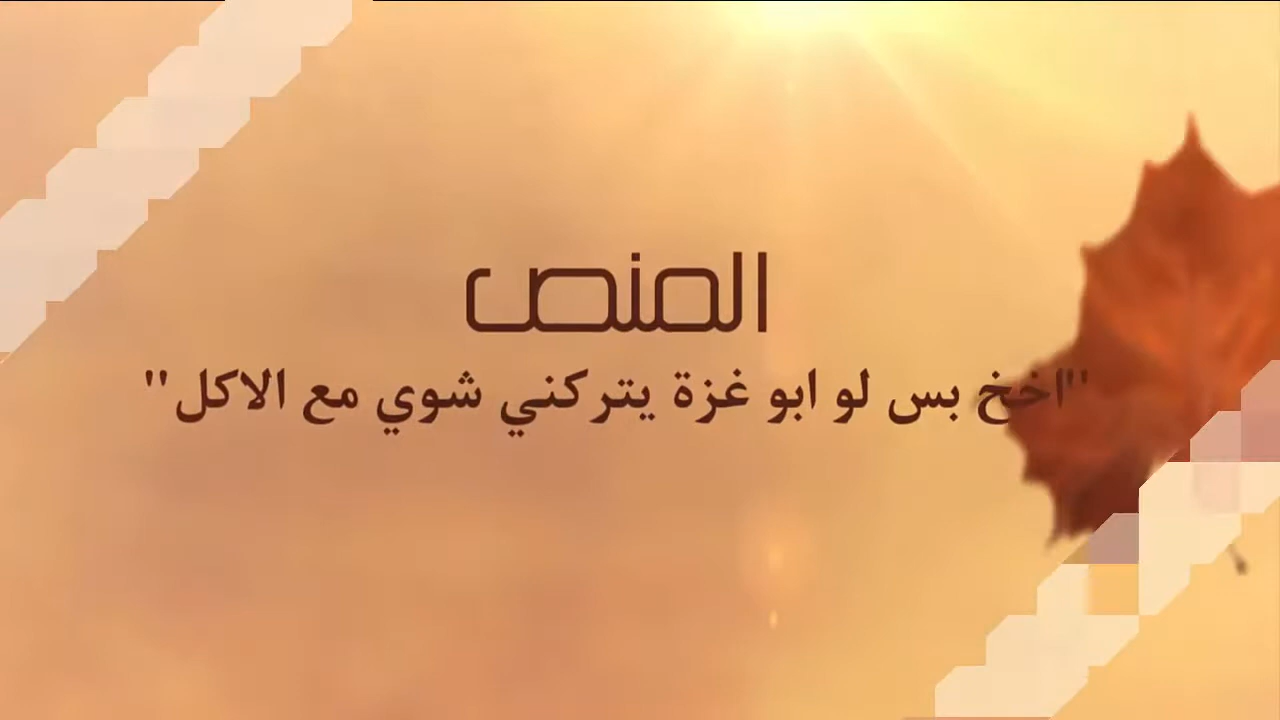 المنص
"اخخ بس لو ابو غزة يتركني شوي مع الاكل"